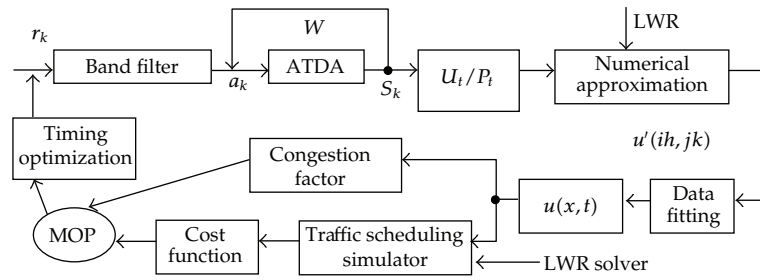 r_k
W
LWR
Band filter
a_k
ATDA
S_k
U_t/P_t
Numerical
approximation
Timing
optimization
Congestion
factor
u′(ih, jk)
u(x, t)
Data
fitting
MOP
Cost
function
Traffic scheduling
simulator
LWR solver